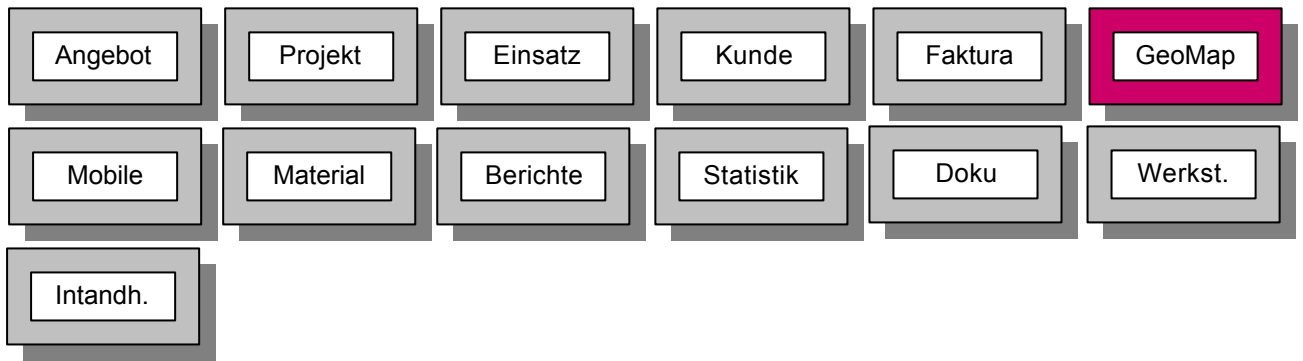 Angebot Projekt Einsatz Kunde Faktura GeoMap
Mobile Material Berichte Statistik Doku Werkst.
Intandh.